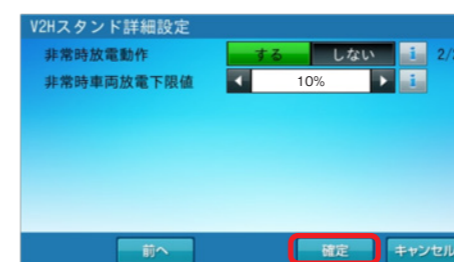 V2Hスタンド詳細設定
非常時放電動作 する しない i 2/2
非常時車両放電下限値 10% i
前へ 確定 キャンセル